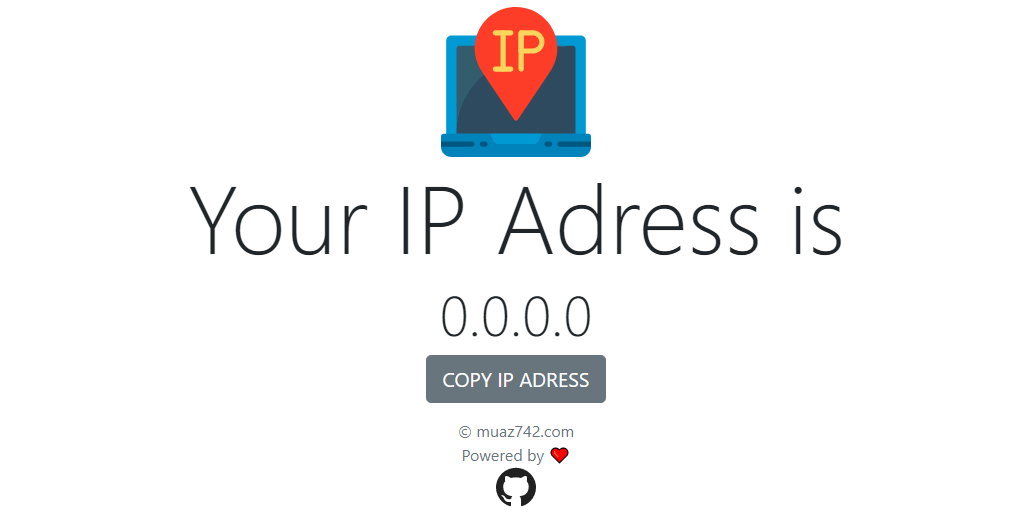 IP
Your IP Adress is
0.0.0.0
COPY IP ADRESS
© muaz742.com
Powered by